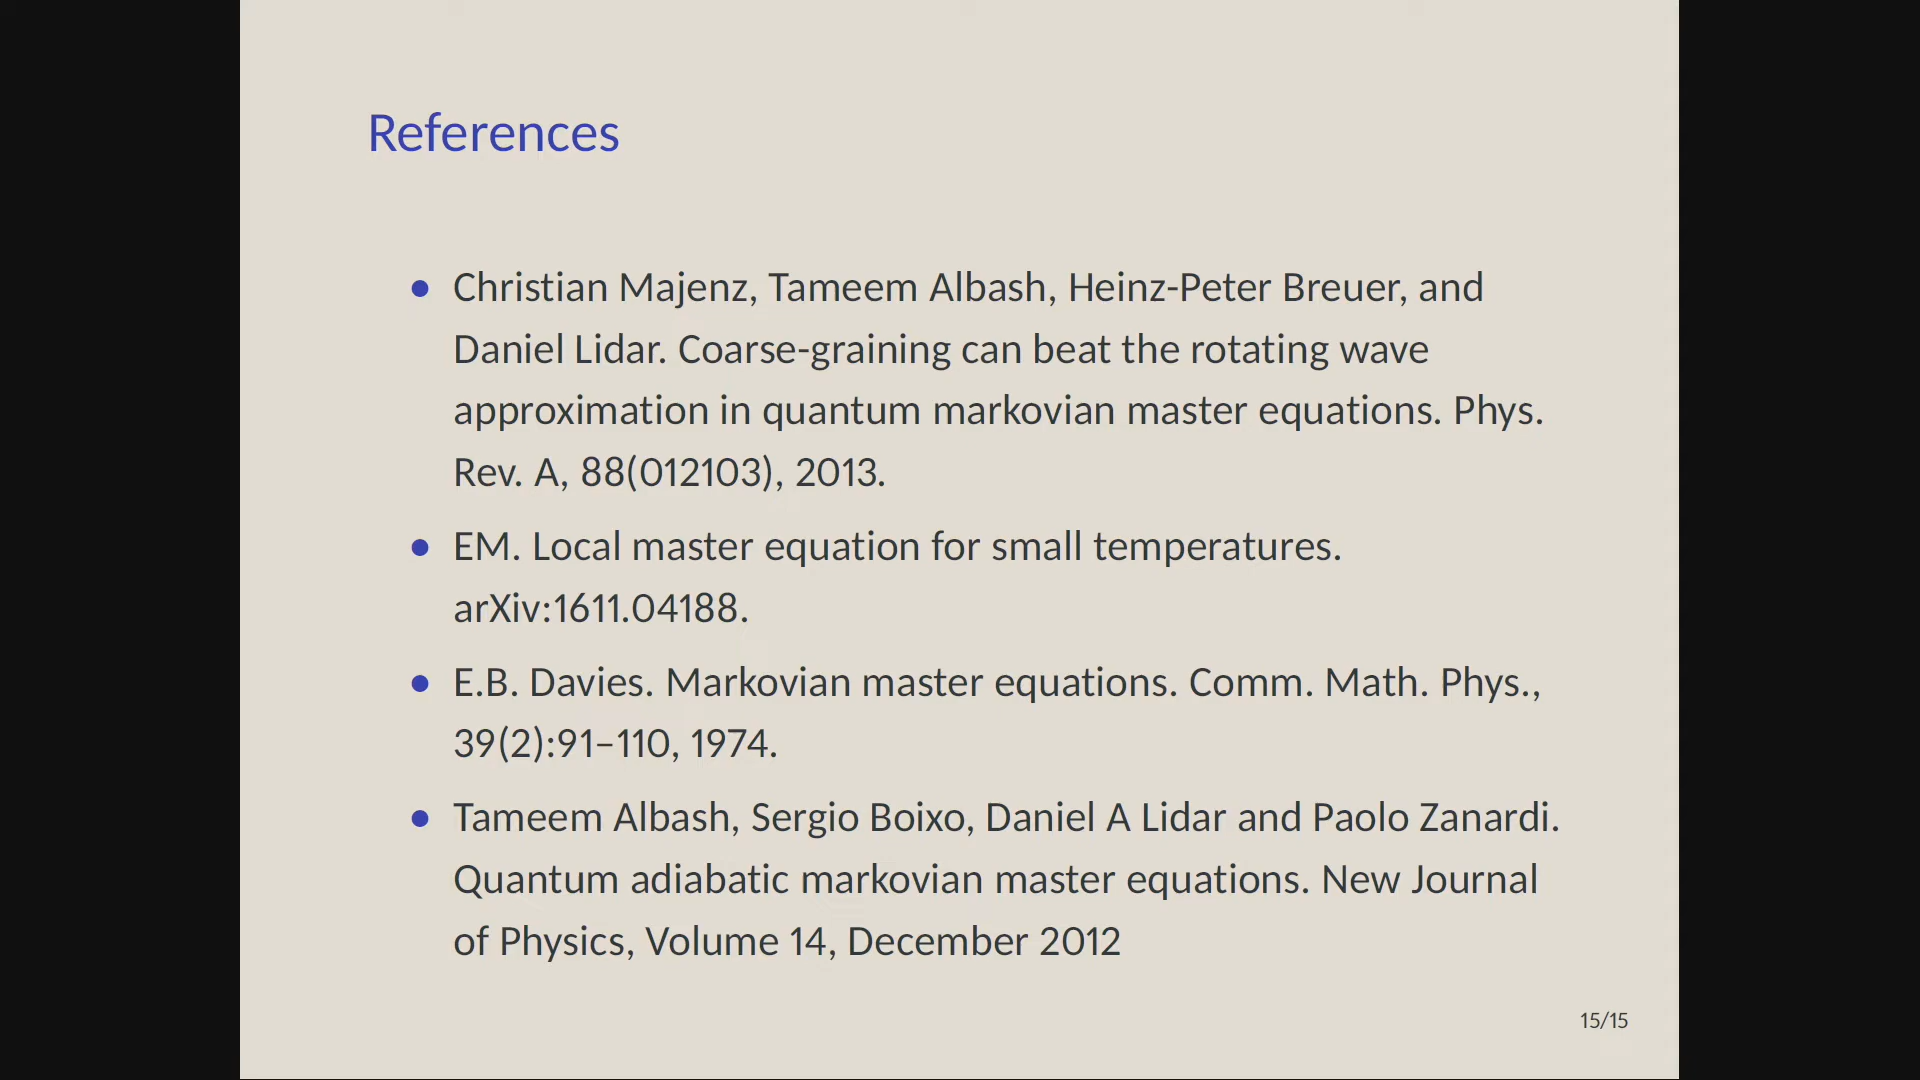 References
• Christian Majenz, Tameem Albash, Heinz-Peter Breuer, and
Daniel Lidar. Coarse-graining can beat the rotating wave
approximation in quantum markovian master equations. Phys.
Rev. A, 88(012103), 2013.
• EM. Local master equation for small temperatures.
arXiv:1611.04188.
• E.B. Davies. Markovian master equations. Comm. Math. Phys.,
39(2):91–110, 1974.
• Tameem Albash, Sergio Boixo, Daniel A Lidar and Paolo Zanardi.
Quantum adiabatic markovian master equations. New Journal
of Physics, Volume 14, December 2012
15/15